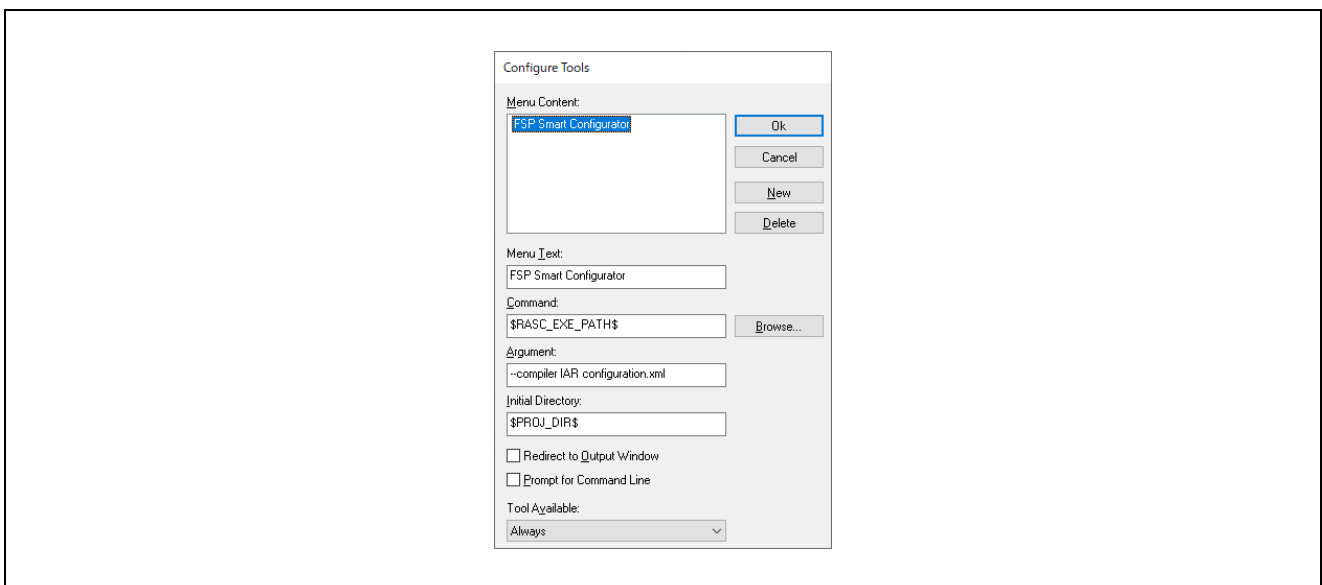 Configure Tools
Menu Content:
FSP Smart Configurator
Ok
Cancel
New
Delete
Menu Text:
FSP Smart Configurator
Command:
$RASC_EXE_PATH$
Browse...
Argument:
--compiler IAR configuration.xml
Initial Directory:
$PROJ_DIR$
Redirect to Output Window
Prompt for Command Line
Tool Available:
Always